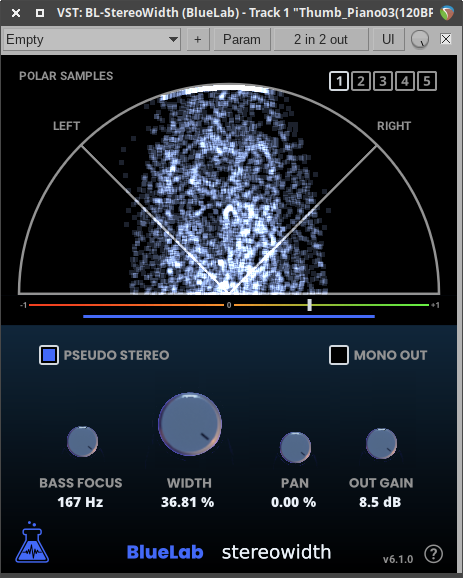 VST: BL-StereoWidth (BlueLab) - Track 1 "Thumb_Piano03(120BP
Empty + Param 2 in 2 out UI
POLAR SAMPLES 1 2 3 4 5
LEFT RIGHT
-1 0 +1
PSEUDO STEREO MONO OUT
BASS FOCUS WIDTH PAN OUT GAIN
167 Hz 36.81 % 0.00 % 8.5 dB
BlueLab stereowidth v6.1.0 ?